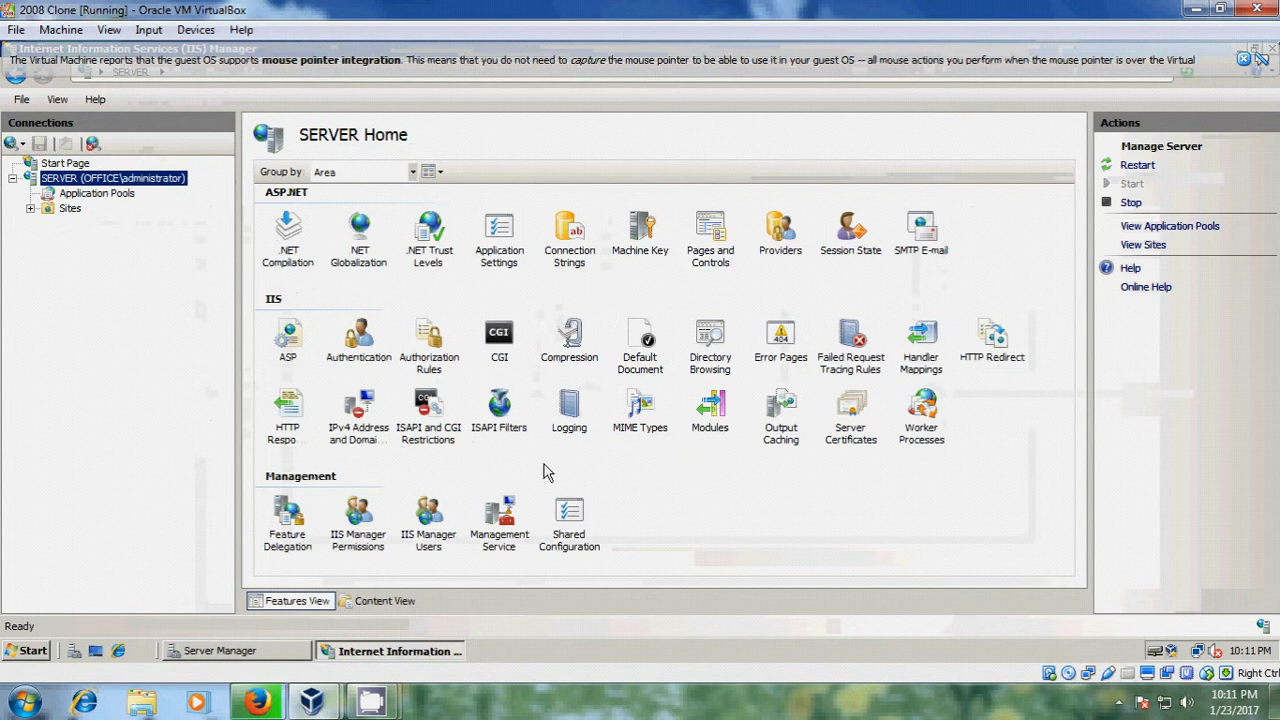 2008 Clone [Running] - Oracle VM VirtualBox
File Machine View Input Devices Help
Internet Information Services (IIS) Manager
The Virtual Machine reports that the guest OS supports mouse pointer integration. This means that you do not need to capture the mouse pointer to be able to use it in your guest OS -- all mouse actions you perform when the mouse pointer is over the Virtual
SERVER
File View Help
Connections
Start Page
SERVER (OFFICE\administrator)
Application Pools
Sites
SERVER Home
Group by: Area
ASP.NET
.NET Compilation
.NET Globalization
.NET Trust Levels
Application Settings
Connection Strings
Machine Key
Pages and Controls
Providers
Session State
SMTP E-mail
IIS
ASP
Authentication
Authorization Rules
CGI
Compression
Default Document
Directory Browsing
Error Pages
Failed Request Tracing Rules
Handler Mappings
HTTP Redirect
HTTP Respo...
IPv4 Address and Domai...
ISAPI and CGI Restrictions
ISAPI Filters
Logging
MIME Types
Modules
Output Caching
Server Certificates
Worker Processes
Management
Feature Delegation
IIS Manager Permissions
IIS Manager Users
Management Service
Shared Configuration
Features View Content View
Actions
Manage Server
Restart
Start
Stop
View Application Pools
View Sites
Help
Online Help
Ready
Start Server Manager Internet Information ... 10:11 PM
Right Ctrl
10:11 PM
1/23/2017